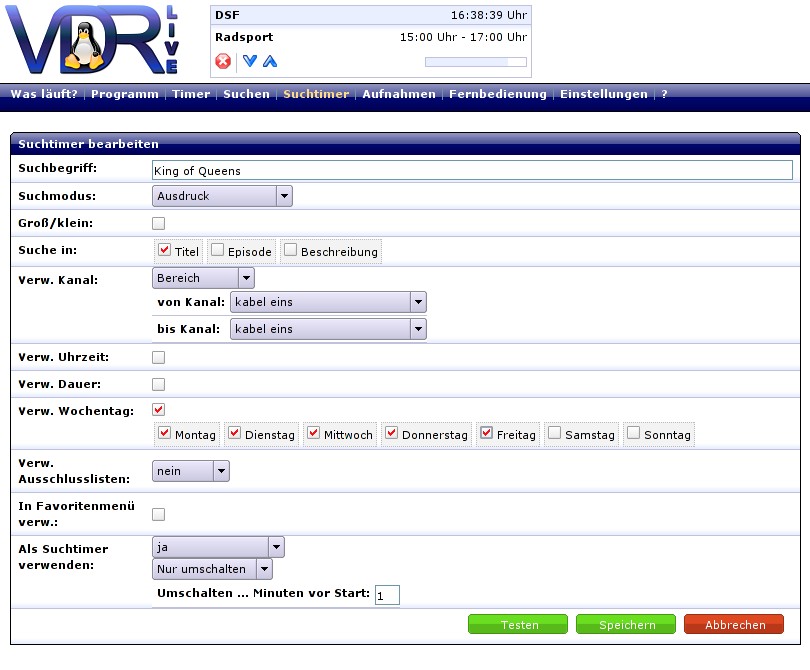 VDR LIVE
DSF 16:38:39 Uhr
Radsport 15:00 Uhr - 17:00 Uhr
Was läuft? Programm Timer Suchen Suchtimer Aufnahmen Fernbedienung Einstellungen ?
Suchtimer bearbeiten
Suchbegriff: King of Queens
Suchmodus: Ausdruck
Groß/klein:
Suche in: Titel Episode Beschreibung
Verw. Kanal: Bereich
von Kanal: kabel eins
bis Kanal: kabel eins
Verw. Uhrzeit:
Verw. Dauer:
Verw. Wochentag:
Montag Dienstag Mittwoch Donnerstag Freitag Samstag Sonntag
Verw.
Ausschlusslisten: nein
In Favoritenmenü
verw.:
Als Suchtimer ja
verwenden: Nur umschalten
Umschalten ... Minuten vor Start: 1
Testen Speichern Abbrechen